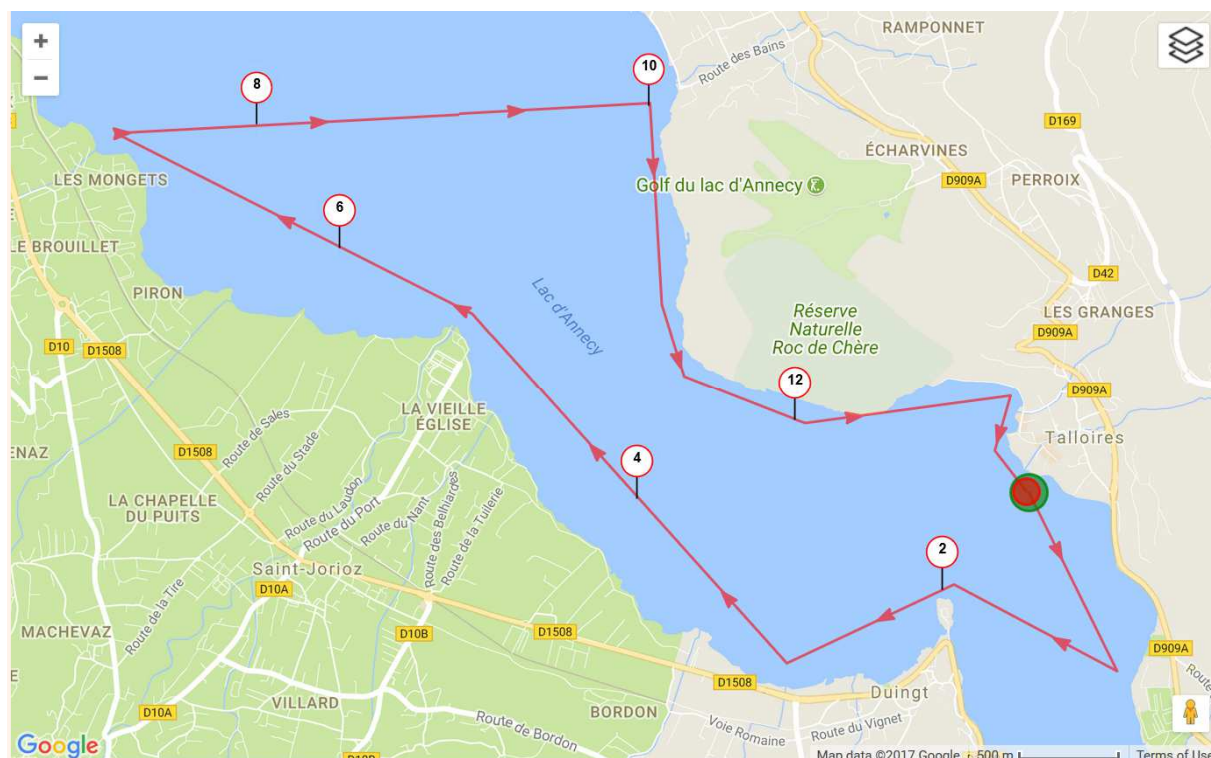 +
−
RAMPONNET
Route des Bains
10
8
D169
ÉCHARVINES
D909A
PERROIX
LES MONGETS
Golf du lac d'Annecy
6
LE BROUILLET
D42
PIRON
Lac d'Annecy
Réserve
Naturelle
Roc de Chère
LES GRANGES
D909A
D10
D1508
12
D909A
LA VIEILLE
ÉGLISE
Route de Sales
Route du Stade
Talloires
ENAZ
D1508
4
LA CHAPELLE
DU PUITS
Route du Laudon
Route du Port
Route du Nant
Route des Belhiardes
Route de la Tuilerie
2
Saint-Jorioz
D10A
Route de la Tire
MACHEVAZ
D10B
D1508
D909A
D1508
Duingt
VILLARD
D10A
BORDON
Route de Bordon
Voie Romaine
Route du Vignet
Google
D10B
Map data ©2017 Google
500 m
Terms of Use